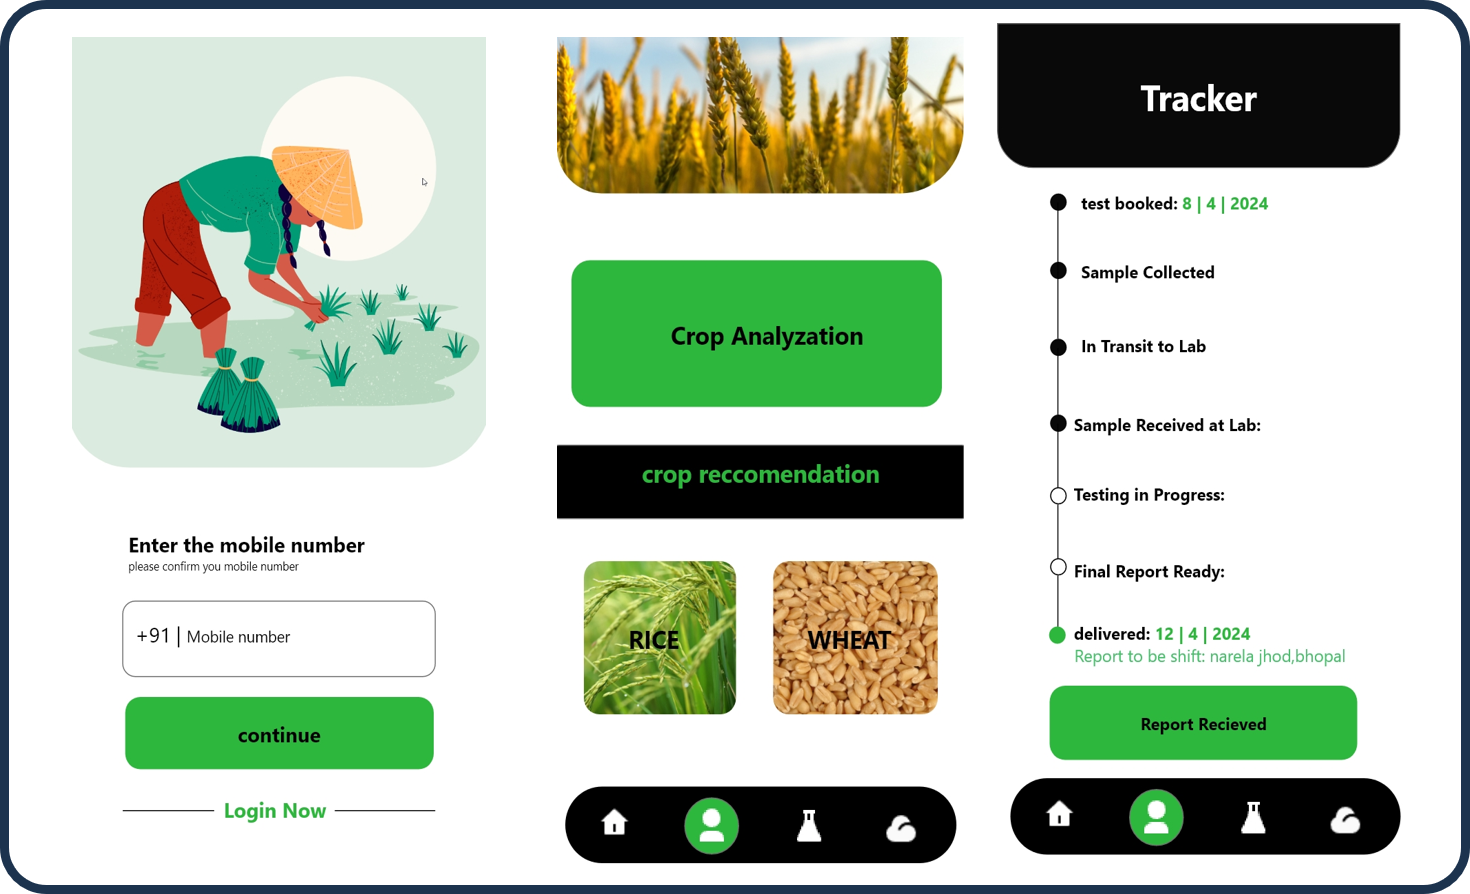 Enter the mobile number
please confirm you mobile number
+91 | Mobile number
continue
Login Now
Crop Analyzation
crop reccomendation
RICE
WHEAT
Tracker
test booked: 8 | 4 | 2024
Sample Collected
In Transit to Lab
Sample Received at Lab:
Testing in Progress:
Final Report Ready:
delivered: 12 | 4 | 2024
Report to be shift: narela jhod,bhopal
Report Recieved